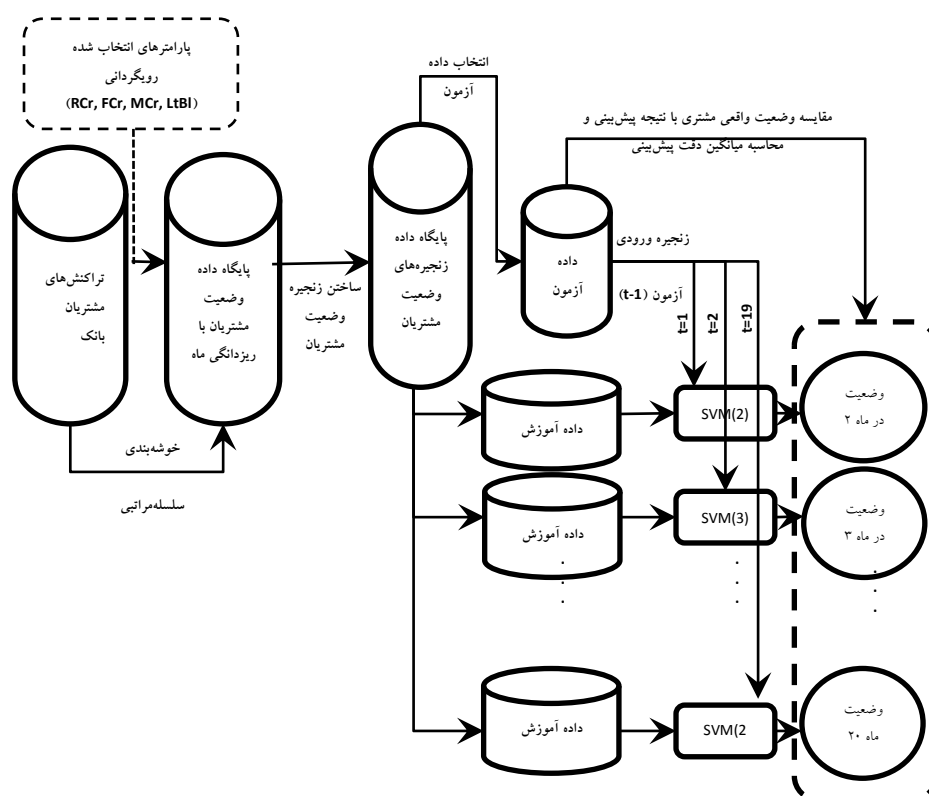 پارامترهای انتخاب شده
رویگردانی
(RCr, FCr, MCr, LtBl)
تراکنش‌های
مشتریان
بانک
خوشه‌بندی
سلسله‌مراتبی
پایگاه داده
وضعیت
مشتریان با
ریزدانگی ماه
ساختن زنجیره
وضعیت
مشتریان
پایگاه داده
زنجیره‌های
وضعیت
مشتریان
انتخاب داده
آزمون
داده
آزمون
مقایسه وضعیت واقعی مشتری با نتیجه پیش‌بینی و
محاسبه میانگین دقت پیش‌بینی
زنجیره ورودی
آزمون (t-1)
t=1
t=2
t=19
داده آموزش
SVM(2)
وضعیت
در ماه ۲
داده آموزش
SVM(3)
وضعیت
در ماه ۳
داده آموزش
SVM(2
وضعیت
ماه ۲۰